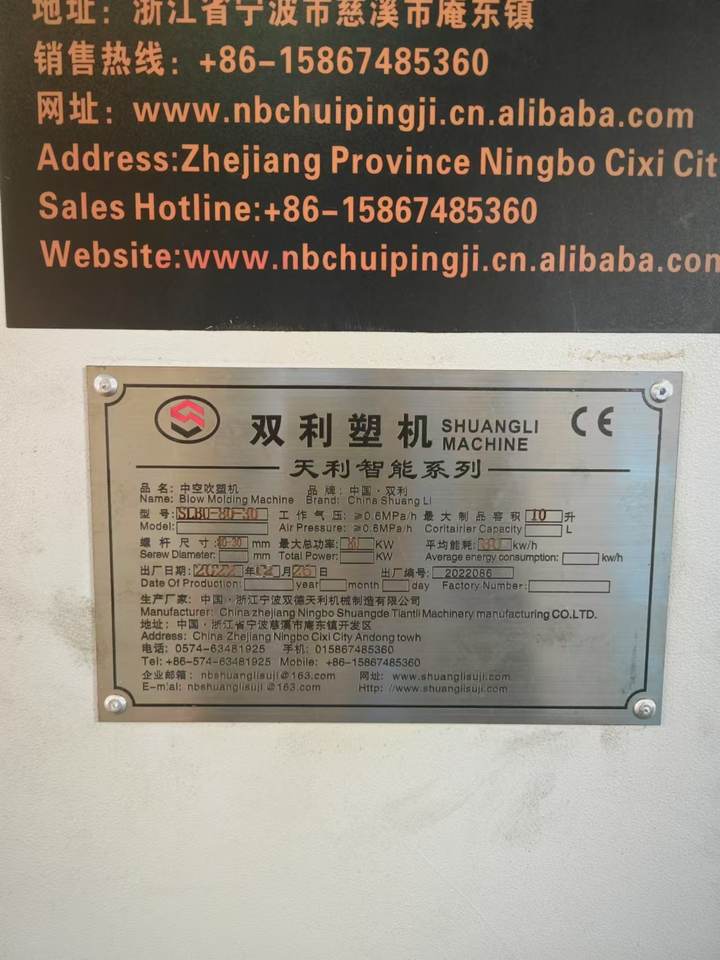 地址：浙江省宁波市慈溪市庵东镇
销售热线：+86-15867485360
网址：www.nbchuipingji.cn.alibaba.com
Address:Zhejiang Province Ningbo Cixi Cit
Sales Hotline:+86-15867485360
Website:www.nbchuipingji.cn.alibaba.com
双利塑机 SHUANGLI MACHINE CE
天利智能系列
品名：中空吹塑机 品牌：中国·双利
Name: Blow Molding Machine Brand: China Shuang Li
型号： 工作气压：≥0.6MPa/h 最大制品容积 10 升
Model: Air Pressure: ≥0.6MPa/h Coritairier Capacity L
螺杆尺寸 mm 最大总功率: KW 平均能耗: kw/h
Serew Diameter: mm Total Power: KW Average energy consumption: kw/h
出厂日期: 2022 年 月 日 出厂编号: 2022086
Date Of Production: year month day Factory Number:
生产厂家：中国·浙江宁波双德天利机械制造有限公司
Manufacturer: China zhejiang Ningbo Shuangde Tiantli Machinery manufacturing CO.LTD.
地址：中国·浙江省宁波慈溪市庵东镇开发区
Address: China Zhejiang Ningbo Cixi City Andong towh
电话：0574-63481925 手机：015867485360
Tel:+86-574-63481925 Mobile: +86-15867485360
企业邮箱：nbshuanglisuji@163.com 网址：www.shuanglisuji.com
E-mail: nbshuanglisuji@163.com Http://www.shuanglisuji.com